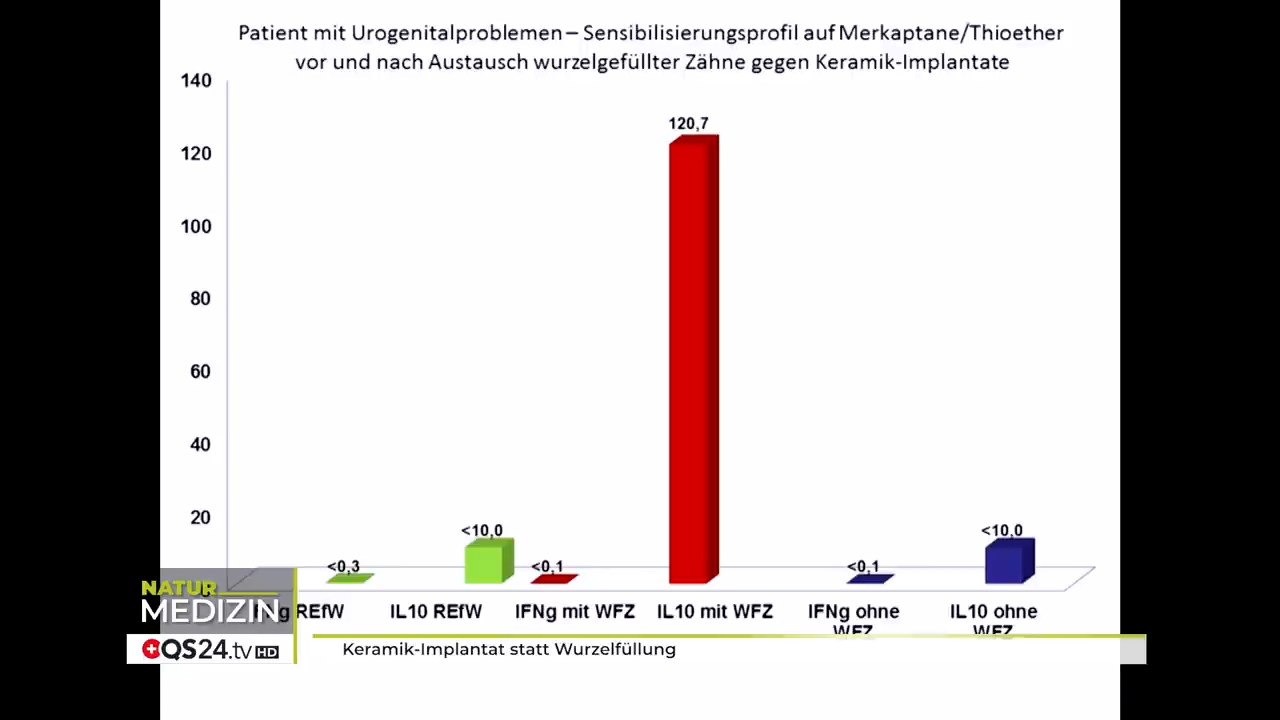 Patient mit Urogenitalproblemen – Sensibilisierungsprofil auf Merkaptane/Thioether
vor und nach Austausch wurzelgefüllter Zähne gegen Keramik-Implantate
140
120
100
80
60
40
20
120,7
<0,3
<10,0
<0,1
<0,1
<10,0
REfW
IL10 REfW
IFNg mit WFZ
IL10 mit WFZ
IFNg ohne
WFZ
IL10 ohne
WFZ
NATUR
MEDIZIN
QS24.tv HD
Keramik-Implantat statt Wurzelfüllung